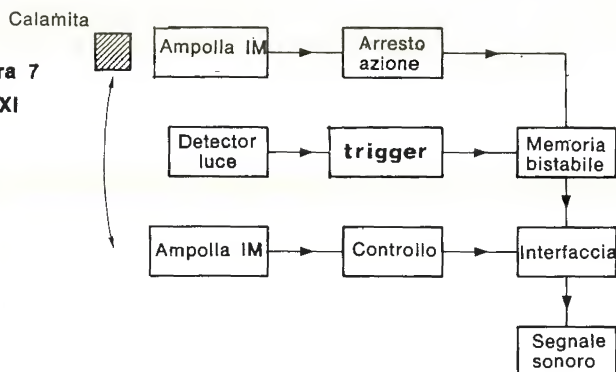 Calamita
ra 7
XI
Ampolla IM
Arresto
azione
Detector
luce
trigger
Memoria
bistabile
Ampolla IM
Controllo
Interfaccia
Segnale
sonoro